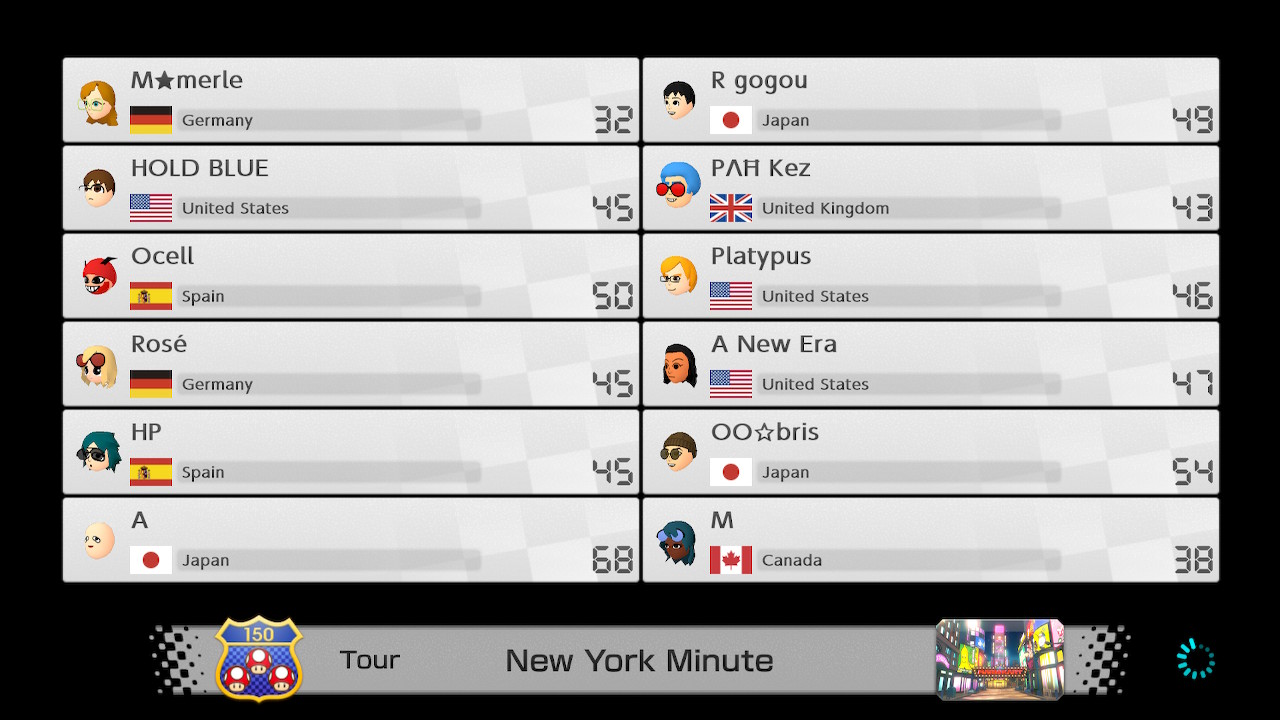 M★merle
Germany
32
R gogou
Japan
49
HOLD BLUE
United States
45
PΛĦ Kez
United Kingdom
43
Ocell
Spain
50
Platypus
United States
46
Rosé
Germany
45
A New Era
United States
47
HP
Spain
45
OO☆bris
Japan
54
A
Japan
68
M
Canada
38
150
Tour
New York Minute